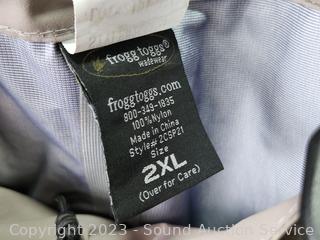 frogg toggs®
wadewear
froggtoggs.com
800-349-1835
100% Nylon
Made in China
Style# 2CSP21
Size
2XL
(Over for Care)
Copyright 2023 - Sound Auction Service